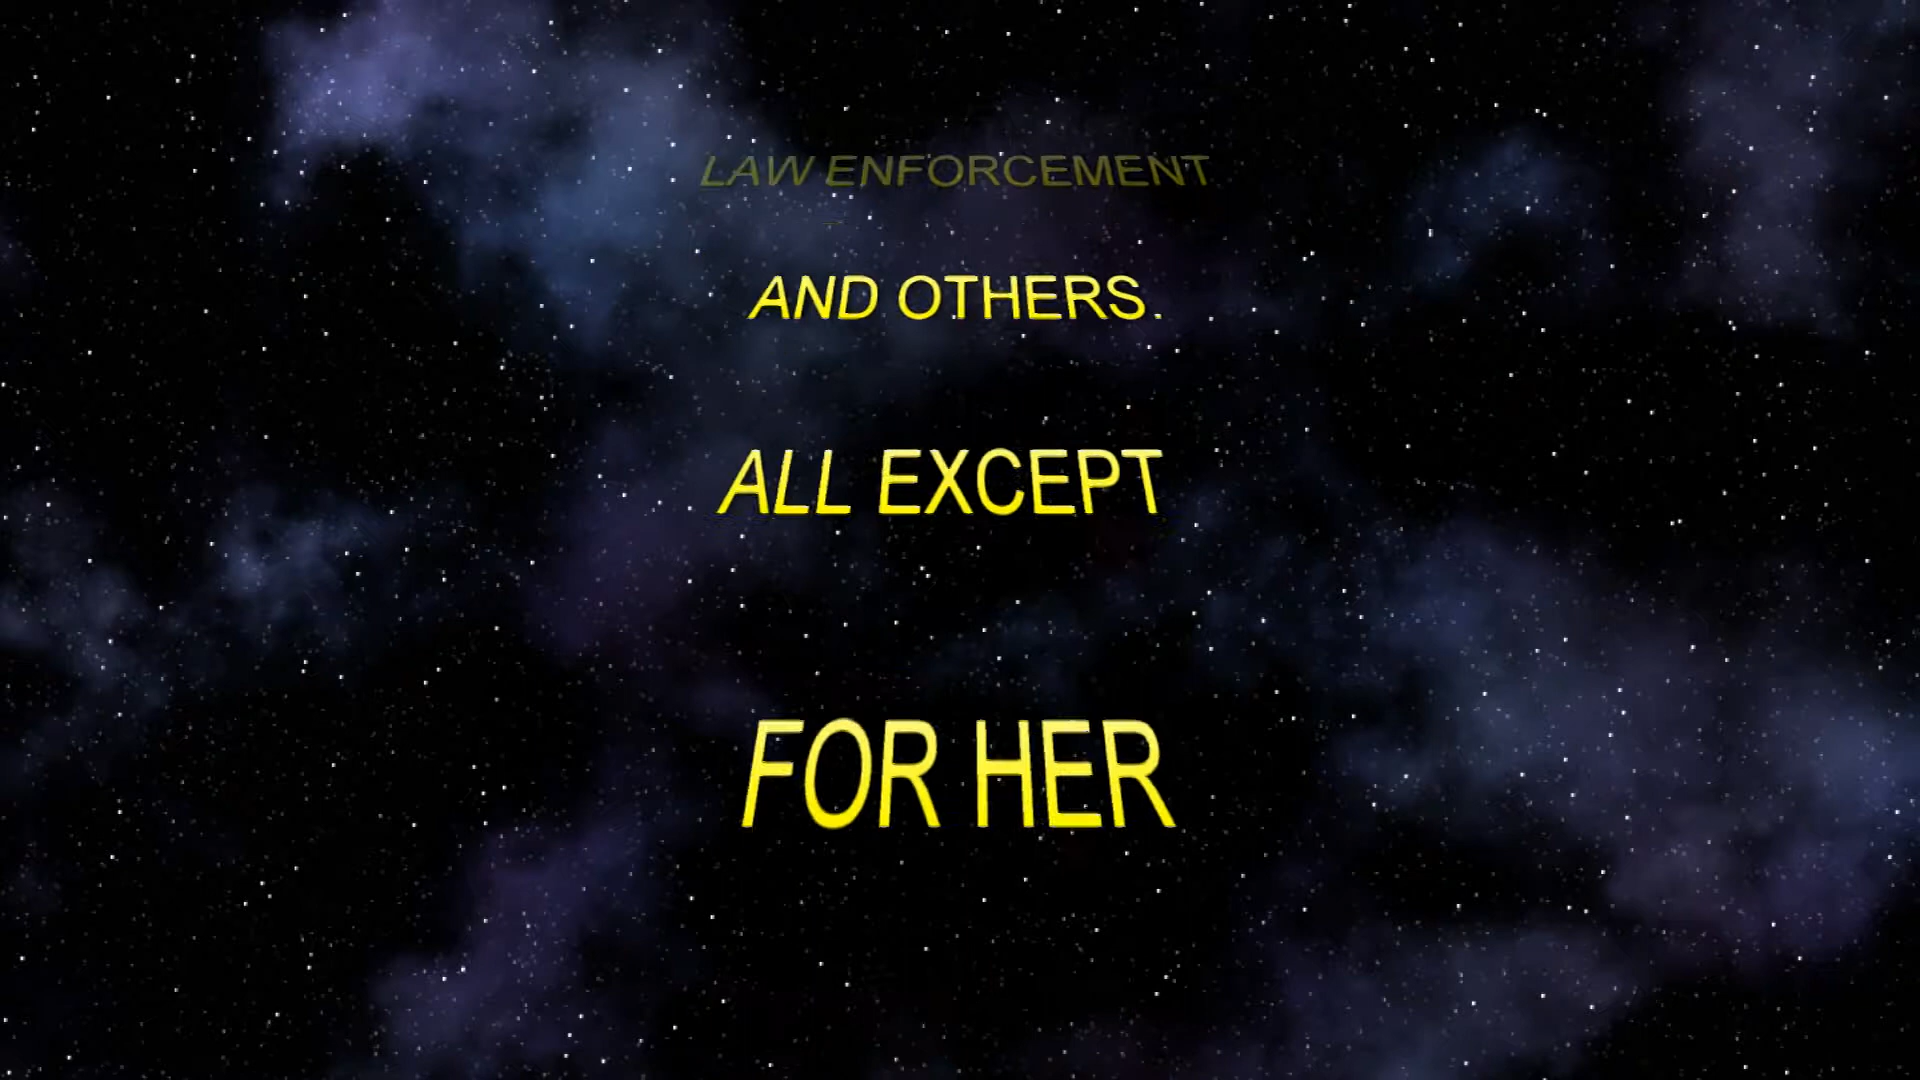 LAW ENFORCEMENT
AND OTHERS.
ALL EXCEPT
FOR HER